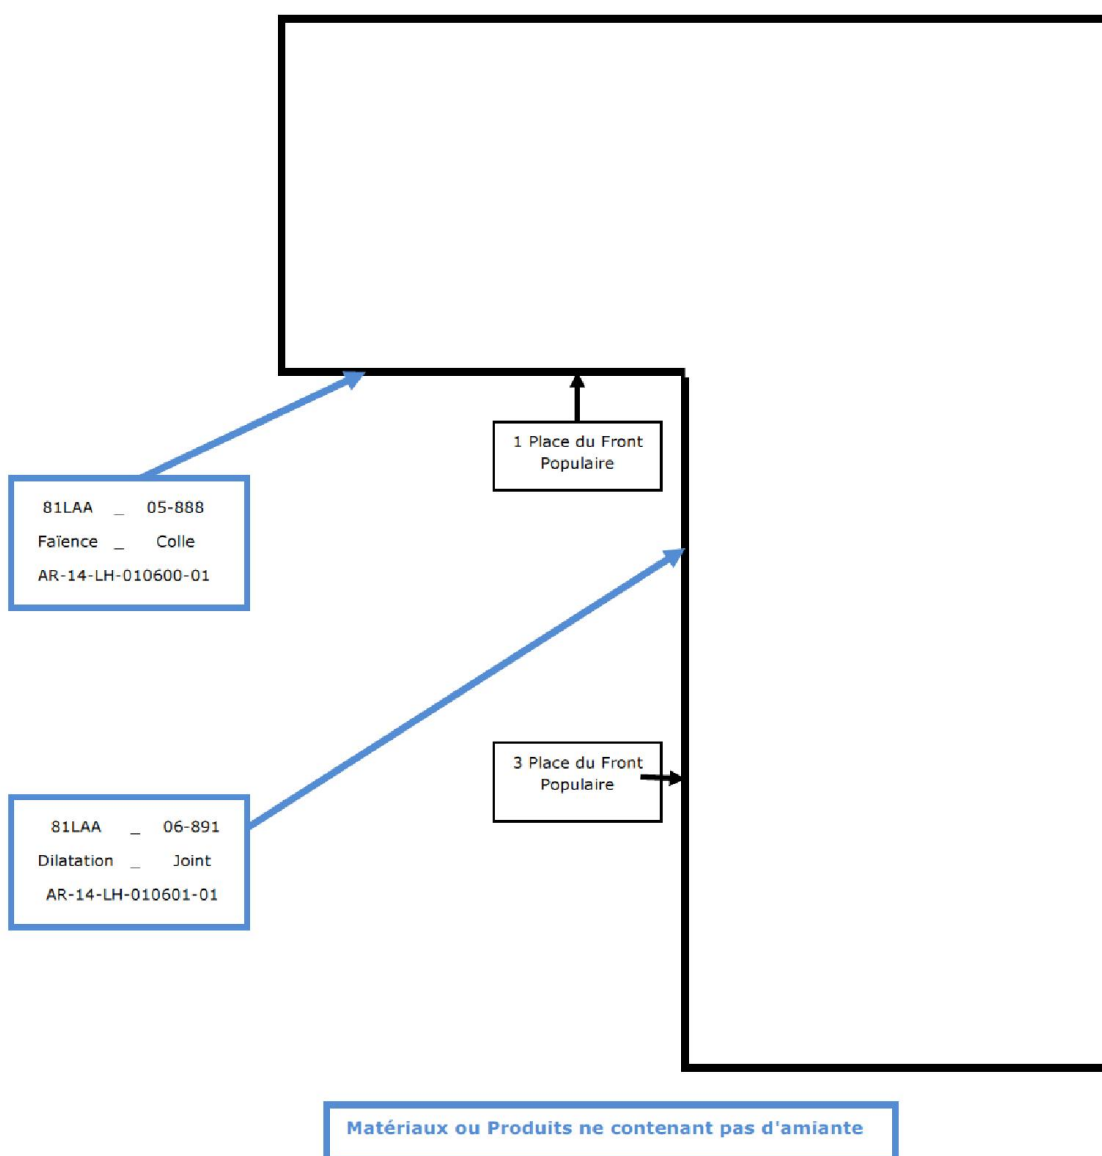 1 Place du Front
Populaire
81LAA _ 05-888
Faïence _ Colle
AR-14-LH-010600-01
3 Place du Front
Populaire
81LAA _ 06-891
Dilatation _ Joint
AR-14-LH-010601-01
Matériaux ou Produits ne contenant pas d'amiante